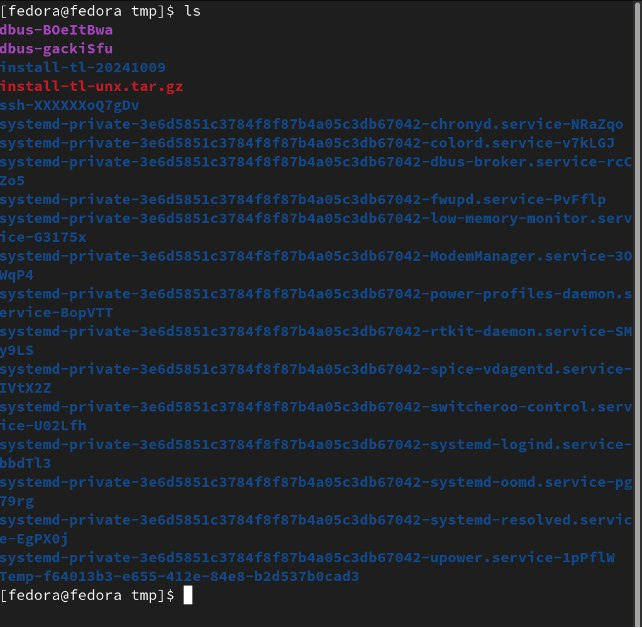 [fedora@fedora tmp]$ ls
dbus-BOeItBwa
dbus-gackiSfu
install-tl-20241009
install-tl-unx.tar.gz
ssh-XXXXXXoQ7gDv
systemd-private-3e6d5851c3784f8f87b4a05c3db67042-chronyd.service-NRaZqo
systemd-private-3e6d5851c3784f8f87b4a05c3db67042-colord.service-v7kLGJ
systemd-private-3e6d5851c3784f8f87b4a05c3db67042-dbus-broker.service-rcC
Zo5
systemd-private-3e6d5851c3784f8f87b4a05c3db67042-fwupd.service-PvFflp
systemd-private-3e6d5851c3784f8f87b4a05c3db67042-low-memory-monitor.serv
ice-G3175x
systemd-private-3e6d5851c3784f8f87b4a05c3db67042-ModemManager.service-3O
WqP4
systemd-private-3e6d5851c3784f8f87b4a05c3db67042-power-profiles-daemon.s
ervice-BopVTT
systemd-private-3e6d5851c3784f8f87b4a05c3db67042-rtkit-daemon.service-SM
y9LS
systemd-private-3e6d5851c3784f8f87b4a05c3db67042-spice-vdagentd.service-
IVtX2Z
systemd-private-3e6d5851c3784f8f87b4a05c3db67042-switcheroo-control.serv
ice-U02Lfh
systemd-private-3e6d5851c3784f8f87b4a05c3db67042-systemd-logind.service-
bbdTl3
systemd-private-3e6d5851c3784f8f87b4a05c3db67042-systemd-oomd.service-pg
79rg
systemd-private-3e6d5851c3784f8f87b4a05c3db67042-systemd-resolved.servic
e-EgPX0j
systemd-private-3e6d5851c3784f8f87b4a05c3db67042-upower.service-1pPflW
Temp-f64013b3-e655-412e-84e8-b2d537b0cad3
[fedora@fedora tmp]$